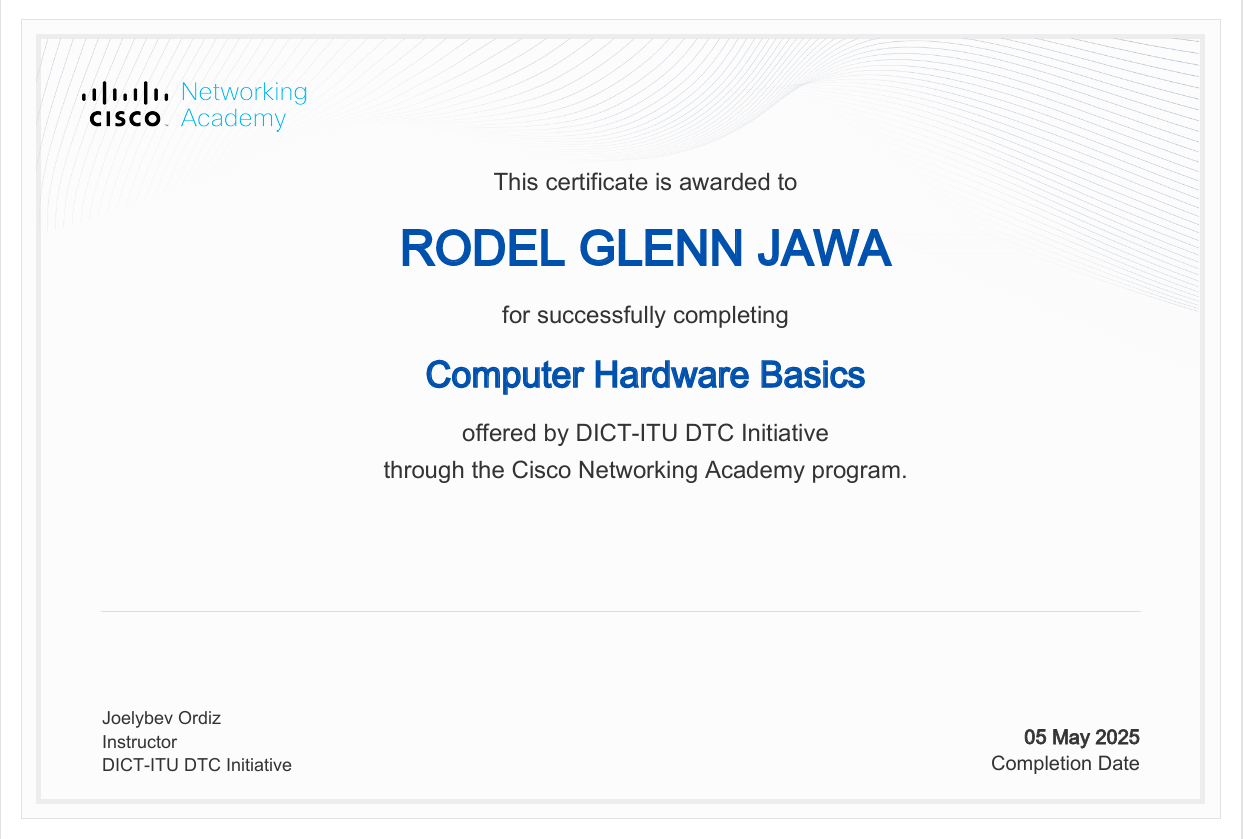 CISCO
Networking
Academy
This certificate is awarded to
RODEL GLENN JAWA
for successfully completing
Computer Hardware Basics
offered by DICT-ITU DTC Initiative
through the Cisco Networking Academy program.
Joelybev Ordiz
Instructor
DICT-ITU DTC Initiative
05 May 2025
Completion Date